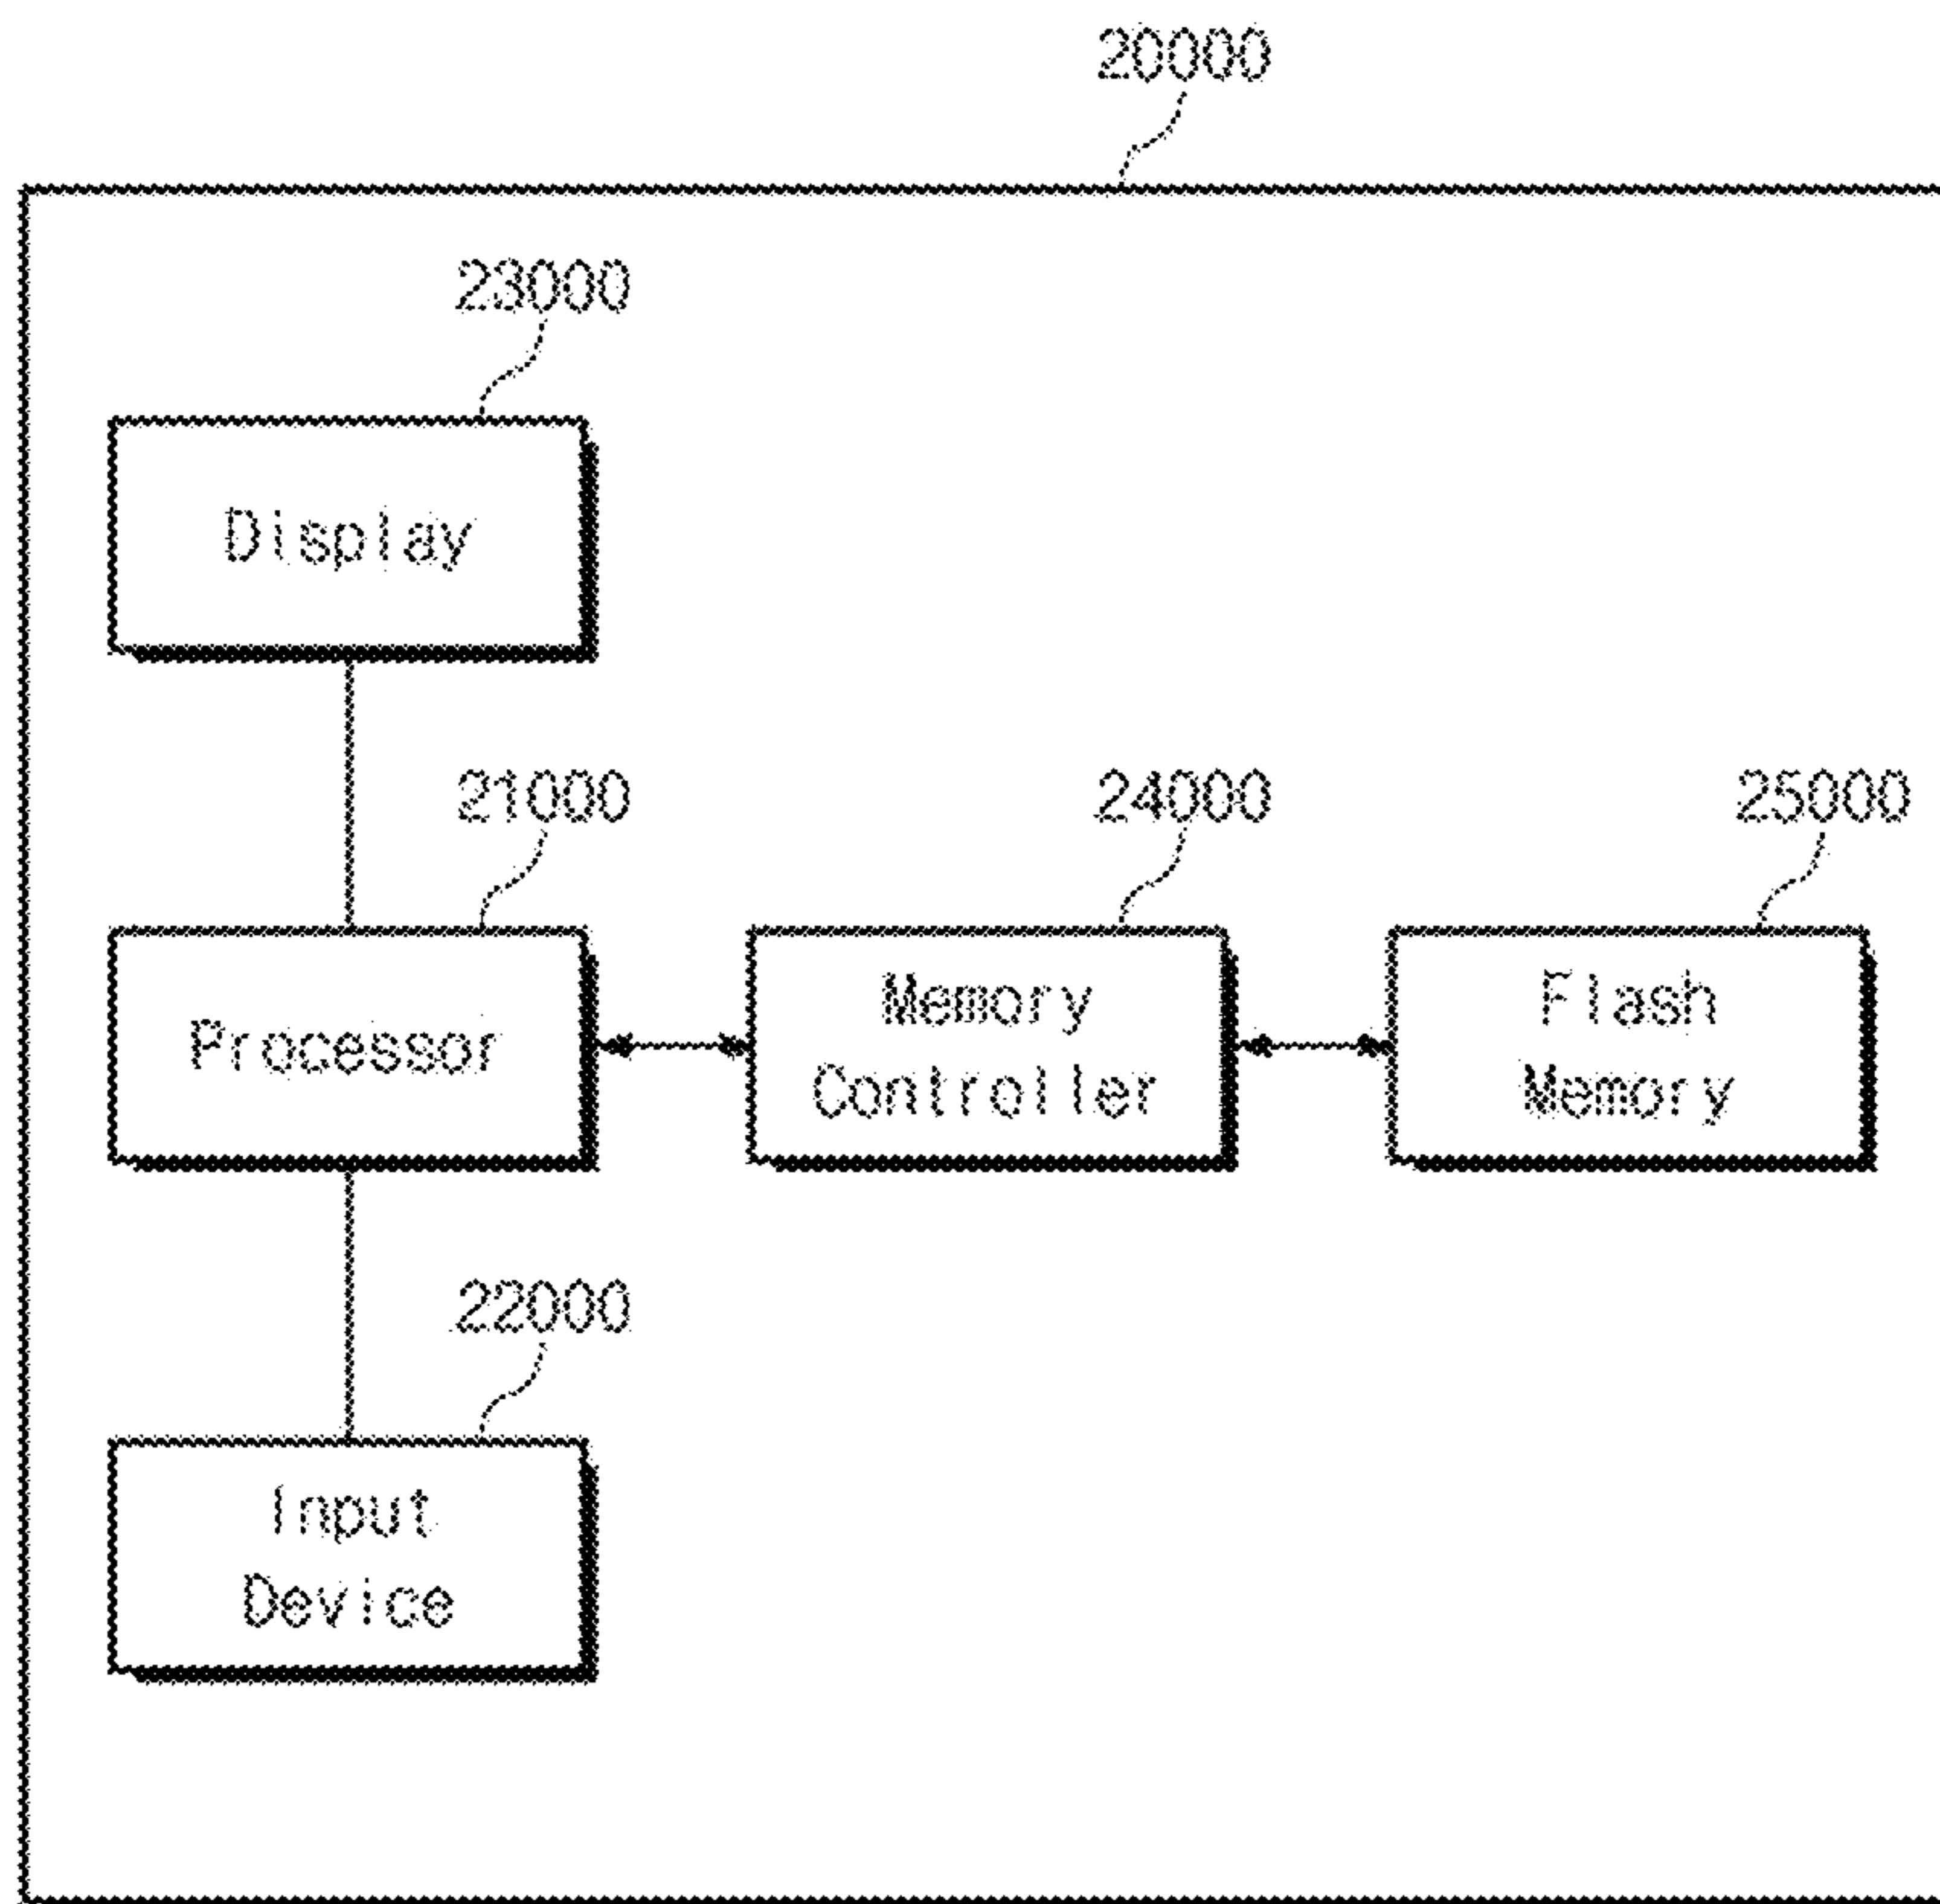 20000
23000
Display
21000
24000
25000
Processor
Memory
Controller
Flash
Memory
22000
Input
Device